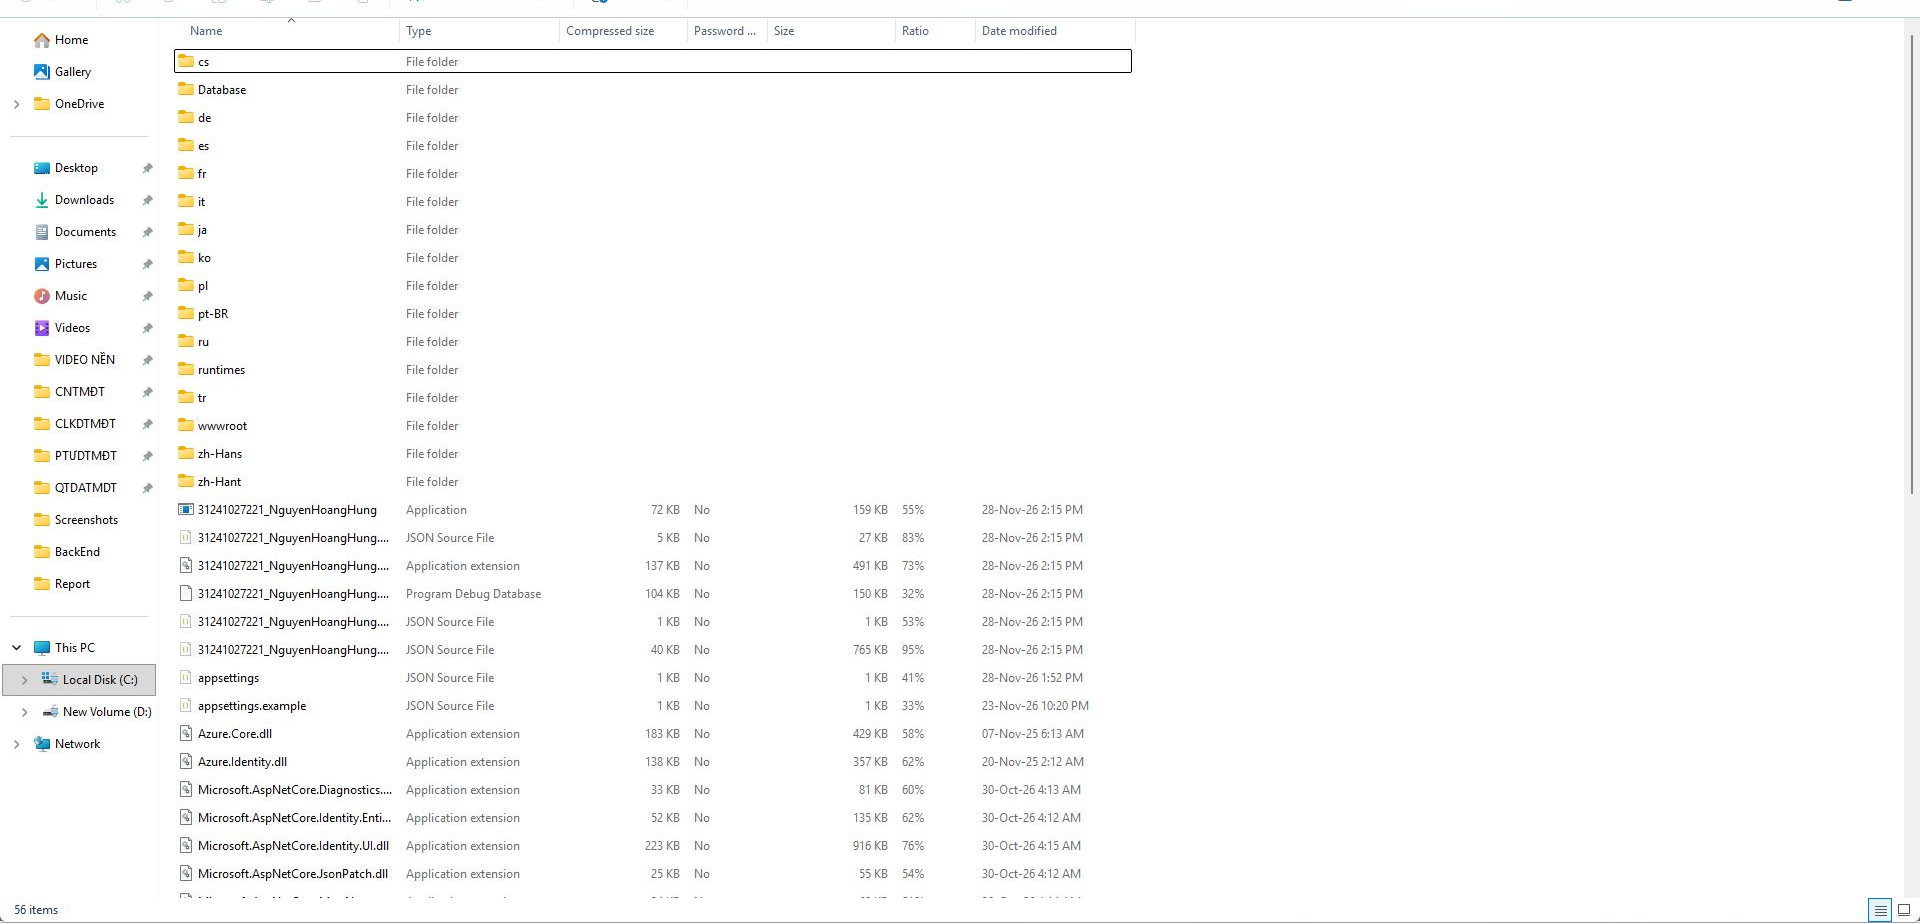 Name Type Compressed size Password ... Size Ratio Date modified
Home
Gallery
OneDrive
Desktop
Downloads
Documents
Pictures
Music
Videos
VIDEO NỀN
CNTMĐT
CLKDTMĐT
PTƯDTMĐT
QTDATMDT
Screenshots
BackEnd
Report
This PC
Local Disk (C:)
New Volume (D:)
Network
cs File folder
Database File folder
de File folder
es File folder
fr File folder
it File folder
ja File folder
ko File folder
pl File folder
pt-BR File folder
ru File folder
runtimes File folder
tr File folder
wwwroot File folder
zh-Hans File folder
zh-Hant File folder
31241027221_NguyenHoangHung Application 72 KB No 159 KB 55% 28-Nov-26 2:15 PM
31241027221_NguyenHoangHung.... JSON Source File 5 KB No 27 KB 83% 28-Nov-26 2:15 PM
31241027221_NguyenHoangHung.... Application extension 137 KB No 491 KB 73% 28-Nov-26 2:15 PM
31241027221_NguyenHoangHung.... Program Debug Database 104 KB No 150 KB 32% 28-Nov-26 2:15 PM
31241027221_NguyenHoangHung.... JSON Source File 1 KB No 1 KB 53% 28-Nov-26 2:15 PM
31241027221_NguyenHoangHung.... JSON Source File 40 KB No 765 KB 95% 28-Nov-26 2:15 PM
appsettings JSON Source File 1 KB No 1 KB 41% 28-Nov-26 1:52 PM
appsettings.example JSON Source File 1 KB No 1 KB 33% 23-Nov-26 10:20 PM
Azure.Core.dll Application extension 183 KB No 429 KB 58% 07-Nov-25 6:13 AM
Azure.Identity.dll Application extension 138 KB No 357 KB 62% 20-Nov-25 2:12 AM
Microsoft.AspNetCore.Diagnostics.... Application extension 33 KB No 81 KB 60% 30-Oct-26 4:13 AM
Microsoft.AspNetCore.Identity.Enti... Application extension 52 KB No 135 KB 62% 30-Oct-26 4:12 AM
Microsoft.AspNetCore.Identity.UI.dll Application extension 223 KB No 916 KB 76% 30-Oct-26 4:15 AM
Microsoft.AspNetCore.JsonPatch.dll Application extension 25 KB No 55 KB 54% 30-Oct-26 4:12 AM
56 items